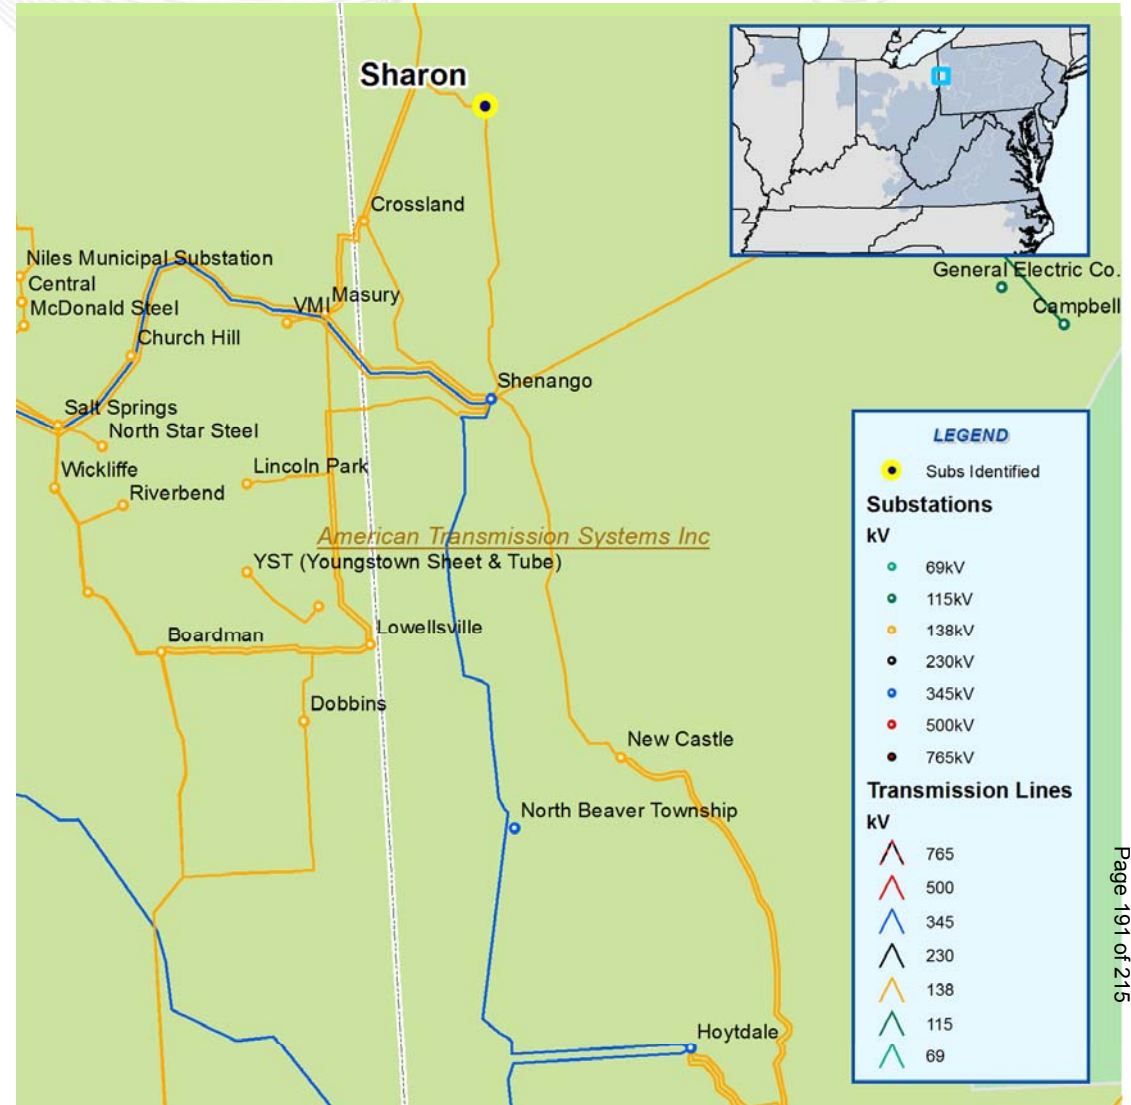 Sharon
Crossland
Niles Municipal Substation
Central
McDonald Steel
VMI
Masury
Church Hill
General Electric Co.
Campbell
Shenango
Salt Springs
North Star Steel
Wickliffe
Lincoln Park
Riverbend
American Transmission Systems Inc
YST (Youngstown Sheet & Tube)
Boardman
Lowellsville
Dobbins
New Castle
North Beaver Township
Hoytdale
LEGEND
Subs Identified
Substations
kV
69kV
115kV
138kV
230kV
345kV
500kV
765kV
Transmission Lines
kV
765
500
345
230
138
115
69
Page 191 of 215